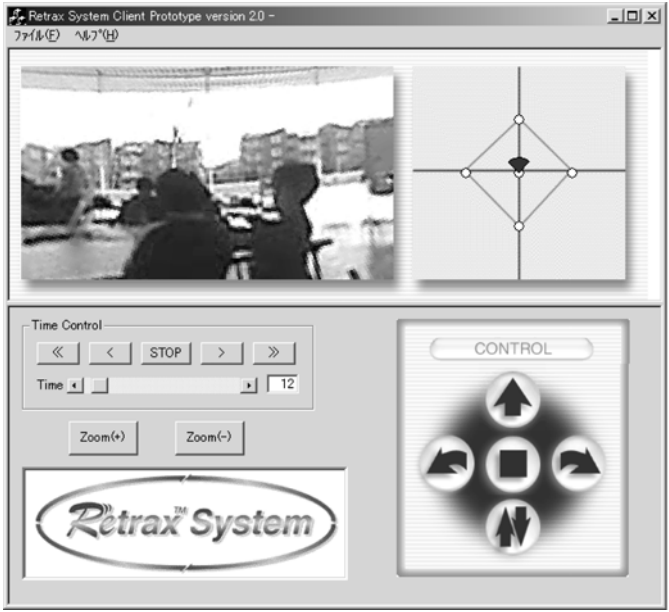 Retrax System Client Prototype version 2.0 -
ファイル(F) ヘルプ(H)
Time Control
≪ < STOP > ≫
Time 12
Zoom(+) Zoom(-)
Retrax™ System
CONTROL